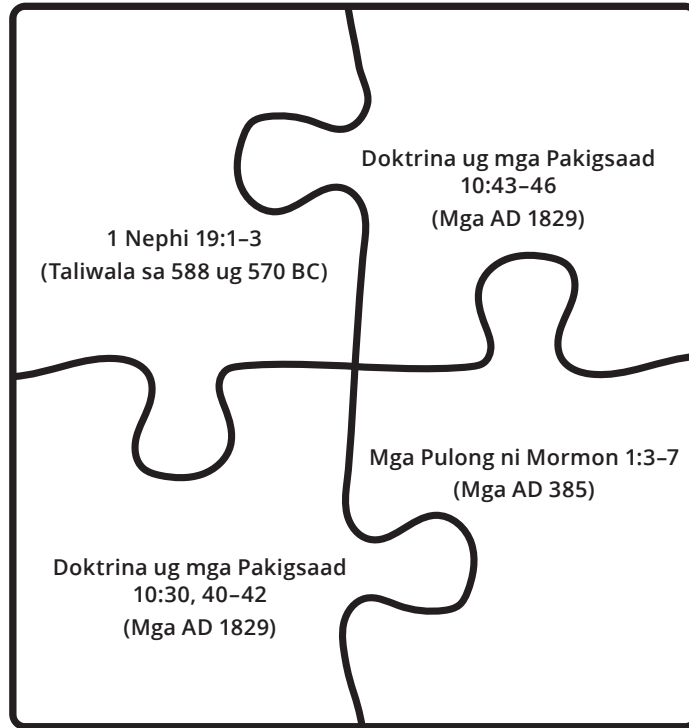 1 Nephi 19:1–3
(Taliwala sa 588 ug 570 BC)
Doktrina ug mga Pakigsaad
10:43–46
(Mga AD 1829)
Doktrina ug mga Pakigsaad
10:30, 40–42
(Mga AD 1829)
Mga Pulong ni Mormon 1:3–7
(Mga AD 385)